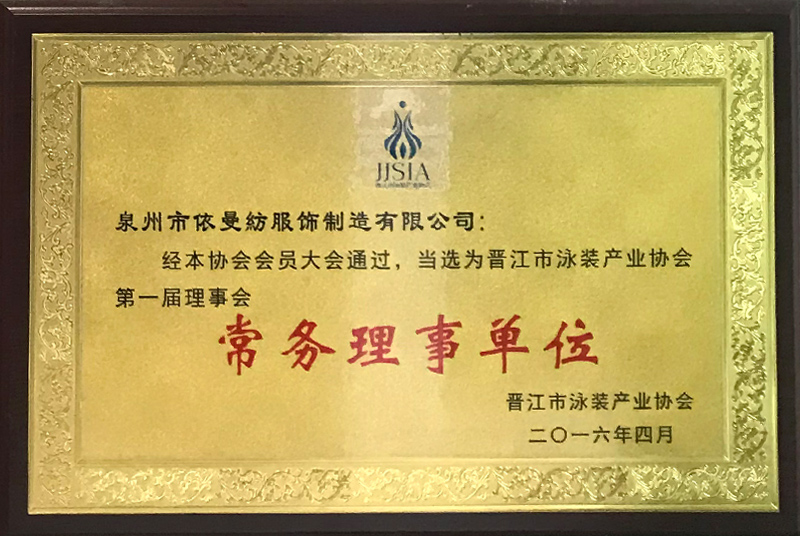 JJSIA
泉州市依曼纺服饰制造有限公司：
经本协会会员大会通过，当选为晋江市泳装产业协会
第一届理事会
常务理事单位
晋江市泳装产业协会
二〇一六年四月